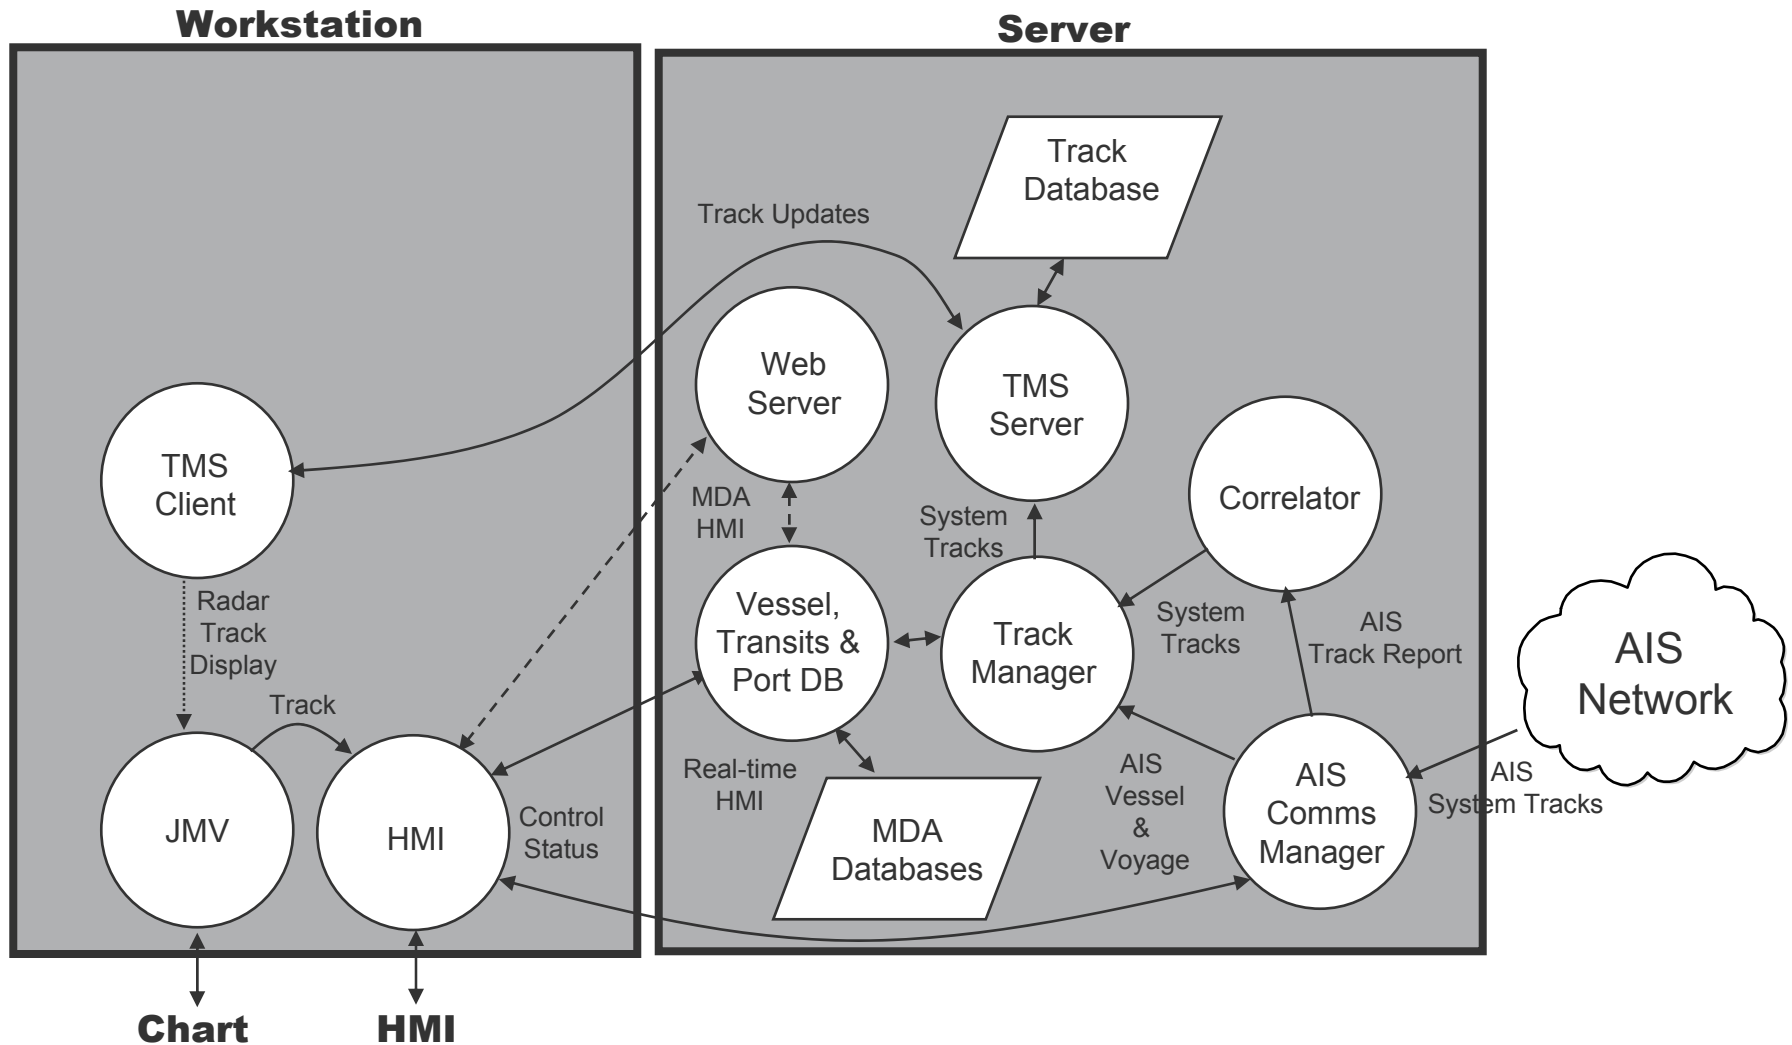 Workstation
Server
Track
Database
Track Updates
Web
Server
TMS
Server
TMS
Client
Correlator
MDA
HMI
System
Tracks
Radar
Track
Display
Vessel,
Transits &
Port DB
Track
Manager
System
Tracks
AIS
Track Report
AIS
Network
Track
JMV
HMI
Control
Status
Real-time
HMI
MDA
Databases
AIS
Vessel
&
Voyage
AIS
Comms
Manager
AIS
System Tracks
Chart
HMI